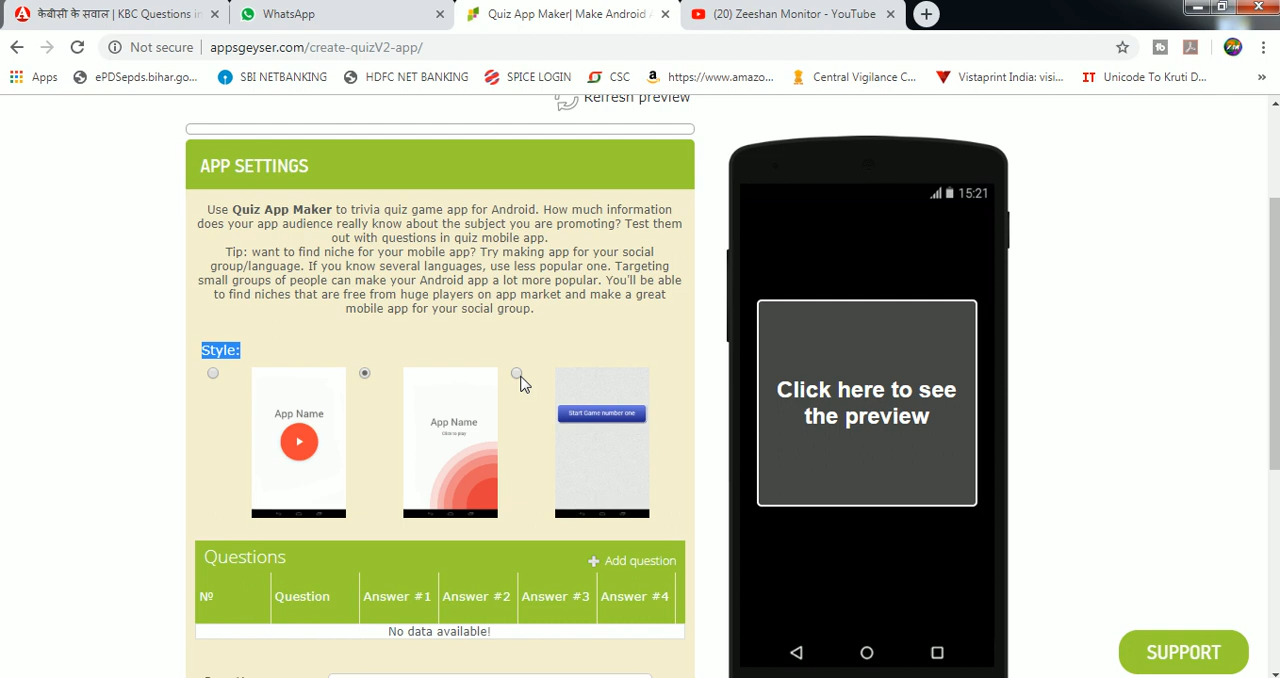 केबीसी के सवाल | KBC Questions in
WhatsApp
Quiz App Maker| Make Android A
(20) Zeeshan Monitor - YouTube
Not secure
appsgeyser.com/create-quizV2-app/
Apps
ePDSepds.bihar.go...
SBI NETBANKING
HDFC NET BANKING
SPICE LOGIN
CSC
https://www.amazo...
Central Vigilance C...
Vistaprint India: visi...
Unicode To Kruti D...
Refresh preview
APP SETTINGS
Use Quiz App Maker to trivia quiz game app for Android. How much information
does your app audience really know about the subject you are promoting? Test them
out with questions in quiz mobile app.
Tip: want to find niche for your mobile app? Try making app for your social
group/language. If you know several languages, use less popular one. Targeting
small groups of people can make your Android app a lot more popular. You'll be able
to find niches that are free from huge players on app market and make a great
mobile app for your social group.
Style:
App Name
App Name
Click to play
Start Game number one
Questions
Add question
№
Question
Answer #1
Answer #2
Answer #3
Answer #4
No data available!
15:21
Click here to see
the preview
SUPPORT